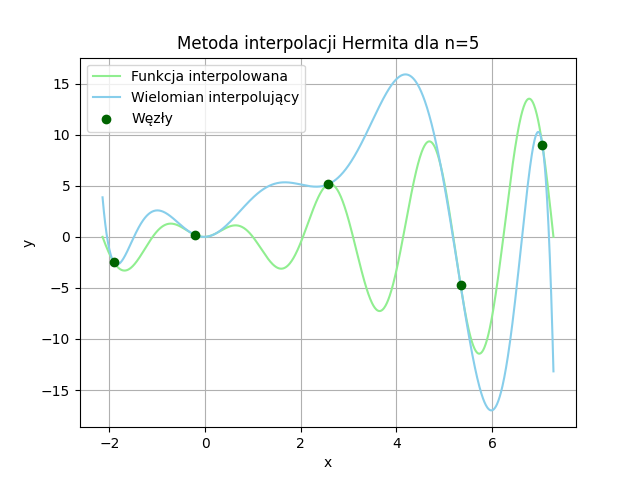 Metoda interpolacji Hermita dla n=5
Funkcja interpolowana
Wielomian interpolujący
Węzły
15
10
5
0
−5
−10
−15
y
−2
0
2
4
6
x